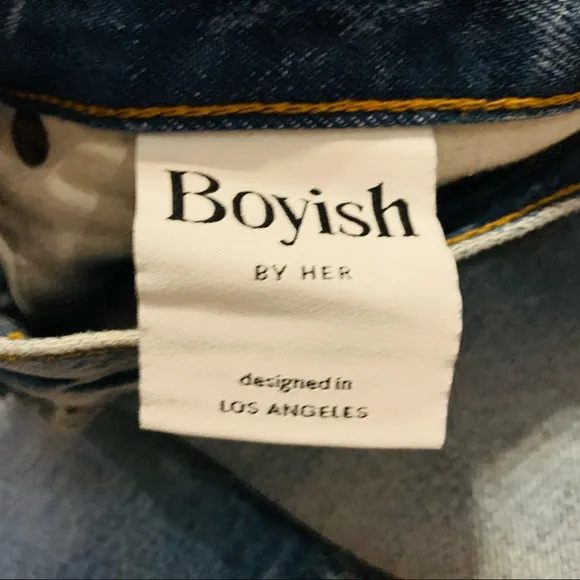 Boyish
BY HER
designed in
LOS ANGELES